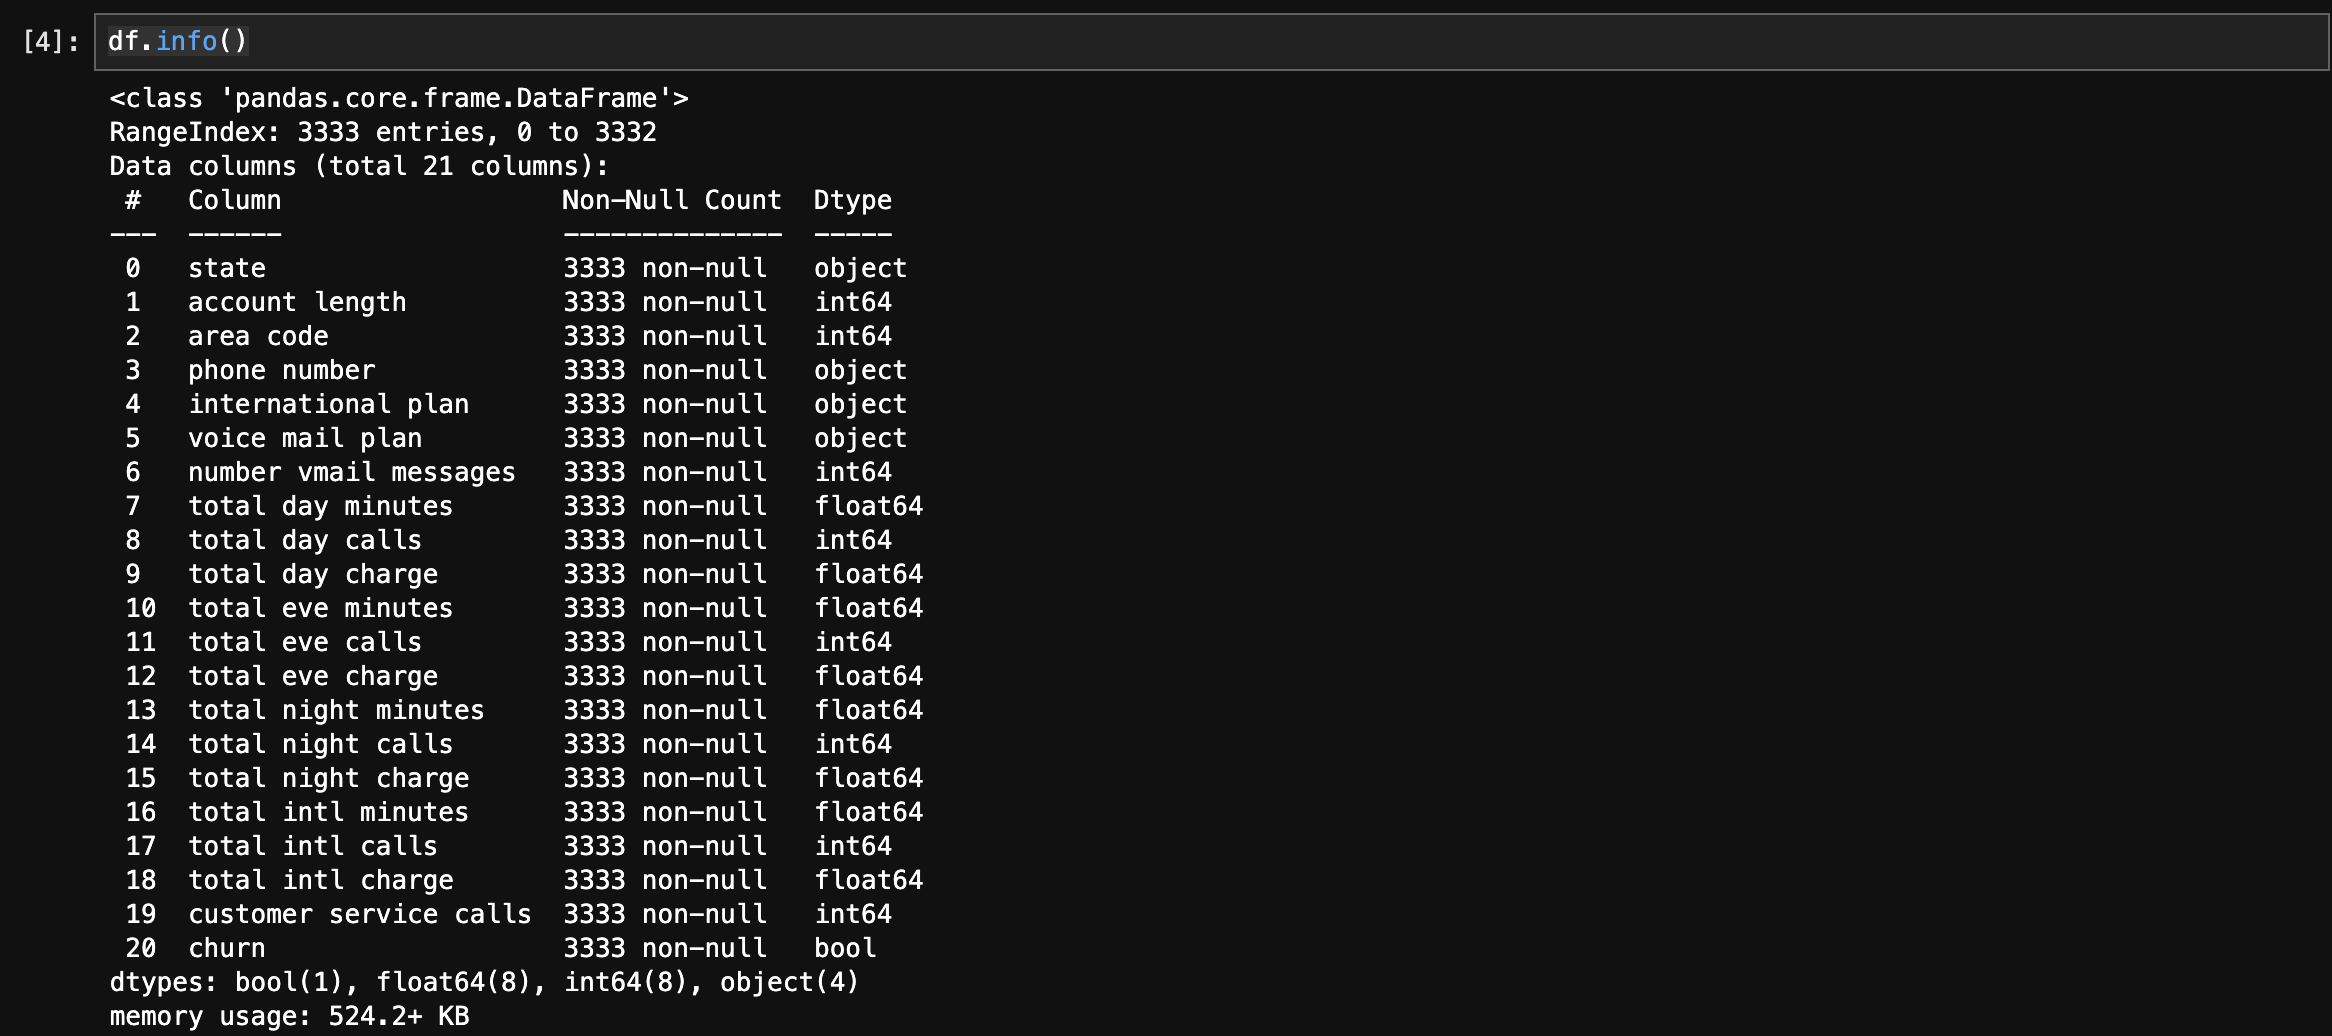 [4]: df.info()
<class 'pandas.core.frame.DataFrame'>
RangeIndex: 3333 entries, 0 to 3332
Data columns (total 21 columns):
 #   Column                  Non-Null Count  Dtype
---  ------                  --------------  -----
 0   state                   3333 non-null   object
 1   account length          3333 non-null   int64
 2   area code               3333 non-null   int64
 3   phone number            3333 non-null   object
 4   international plan      3333 non-null   object
 5   voice mail plan         3333 non-null   object
 6   number vmail messages   3333 non-null   int64
 7   total day minutes       3333 non-null   float64
 8   total day calls         3333 non-null   int64
 9   total day charge        3333 non-null   float64
 10  total eve minutes       3333 non-null   float64
 11  total eve calls         3333 non-null   int64
 12  total eve charge        3333 non-null   float64
 13  total night minutes     3333 non-null   float64
 14  total night calls       3333 non-null   int64
 15  total night charge      3333 non-null   float64
 16  total intl minutes      3333 non-null   float64
 17  total intl calls        3333 non-null   int64
 18  total intl charge       3333 non-null   float64
 19  customer service calls  3333 non-null   int64
 20  churn                   3333 non-null   bool
dtypes: bool(1), float64(8), int64(8), object(4)
memory usage: 524.2+ KB